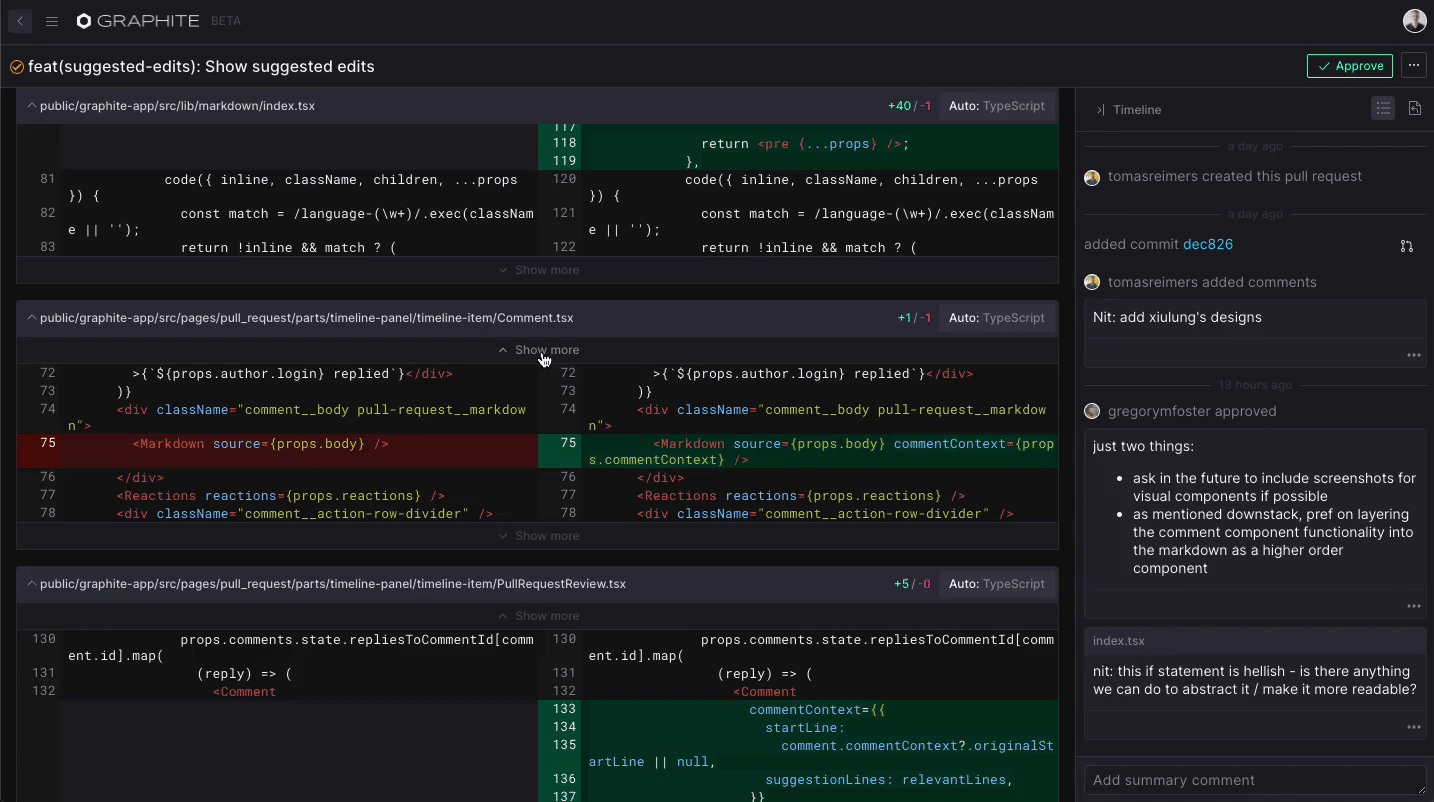 GRAPHITE BETA
feat(suggested-edits): Show suggested edits
Approve
public/graphite-app/src/lib/markdown/index.tsx
+40/-1
Auto: TypeScript
117
118 return <pre {...props} />;
119 },
81 code({ inline, className, children, ...props
}) {
82 const match = /language-(\w+)/.exec(classNam
e || '');
83 return !inline && match ? (
120 code({ inline, className, children, ...props
}) {
121 const match = /language-(\w+)/.exec(classNam
e || '');
122 return !inline && match ? (
Show more
public/graphite-app/src/pages/pull_request/parts/timeline-panel/timeline-item/Comment.tsx
+1/-1
Auto: TypeScript
Show more
72 >{`${props.author.login} replied`}</div>
73 )}
74 <div className="comment__body pull-request__markdow
n">
75 <Markdown source={props.body} />
76 </div>
77 <Reactions reactions={props.reactions} />
78 <div className="comment__action-row-divider" />
72 >{`${props.author.login} replied`}</div>
73 )}
74 <div className="comment__body pull-request__markdow
n">
75 <Markdown source={props.body} commentContext={prop
s.commentContext} />
76 </div>
77 <Reactions reactions={props.reactions} />
78 <div className="comment__action-row-divider" />
Show more
public/graphite-app/src/pages/pull_request/parts/timeline-panel/timeline-item/PullRequestReview.tsx
+5/-0
Auto: TypeScript
Show more
130 props.comments.state.repliesToCommentId[comm
ent.id].map(
131 (reply) => (
132 <Comment
130 props.comments.state.repliesToCommentId[comm
ent.id].map(
131 (reply) => (
132 <Comment
133 commentContext={{
134 startLine:
135 comment.commentContext?.originalSt
artLine || null,
136 suggestionLines: relevantLines,
137 }}
Timeline
a day ago
tomasreimers created this pull request
a day ago
added commit dec826
tomasreimers added comments
Nit: add xiulung's designs
13 hours ago
gregorymfoster approved
just two things:
• ask in the future to include screenshots for
visual components if possible
• as mentioned downstack, pref on layering
the comment component functionality into
the markdown as a higher order
component
index.tsx
nit: this if statement is hellish - is there anything
we can do to abstract it / make it more readable?
Add summary comment